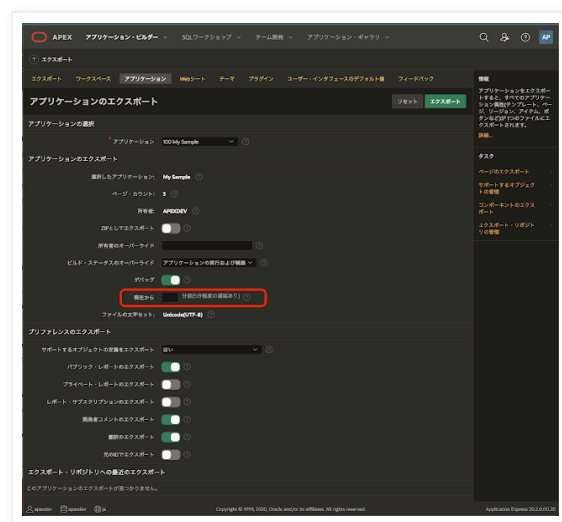 APEX アプリケーション・ビルダー SQLワークショップ チーム開発 アプリケーション・ギャラリ AP
エクスポート
エクスポート ワークスペース アプリケーション Webシート テーマ プラグイン ユーザー・インタフェースのデフォルト値 フィードバック
アプリケーションのエクスポート リセット エクスポート
アプリケーションの選択
* アプリケーション 100 My Sample
アプリケーションのエクスポート
選択したアプリケーション: My Sample
ページ・カウント: 3
所有者: APEXDEV
ZIPとしてエクスポート
所有者のオーバーライド
ビルド・ステータスのオーバーライド アプリケーションの実行および構築
デバッグ
現在から 分前(5分程度の遅延あり)
ファイルの文字セット: Unicode(UTF-8)
プリファレンスのエクスポート
サポートするオブジェクトの定義をエクスポート はい
パブリック・レポートのエクスポート
プライベート・レポートのエクスポート
レポート・サブスクリプションのエクスポート
開発者コメントのエクスポート
翻訳のエクスポート
元のIDでエクスポート
エクスポート・リポジトリへの最近のエクスポート
このアプリケーションのエクスポートが見つかりません。
情報
アプリケーションをエクスポー
トすると、すべてのアプリケー
ション属性(テンプレート、ペー
ジ、リージョン、アイテム、ボ
タンなど)が1つのファイルにエ
クスポートされます。
詳細...
タスク
ページのエクスポート
サポートするオブジェク
トの管理
コンポーネントのエクス
ポート
エクスポート・リポジト
リの管理
apexdev apexdev ja Copyright © 1999, 2020, Oracle and/or its affiliates. All rights reserved. Application Express 20.2.0.00.20